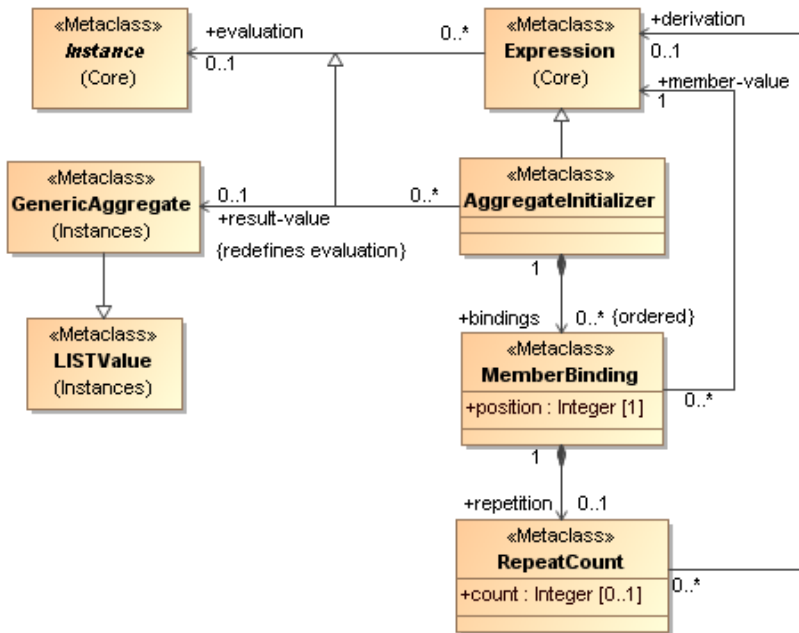 «Metaclass»
Instance
(Core)
+evaluation
0..1
0..*
«Metaclass»
Expression
(Core)
+derivation
0..1
+member-value
1
«Metaclass»
GenericAggregate
(Instances)
0..1
+result-value
{redefines evaluation}
0..*
«Metaclass»
AggregateInitializer
1
+bindings
0..* {ordered}
«Metaclass»
LISTValue
(Instances)
«Metaclass»
MemberBinding
+position : Integer [1]
0..*
1
+repetition
0..1
«Metaclass»
RepeatCount
+count : Integer [0..1]
0..*